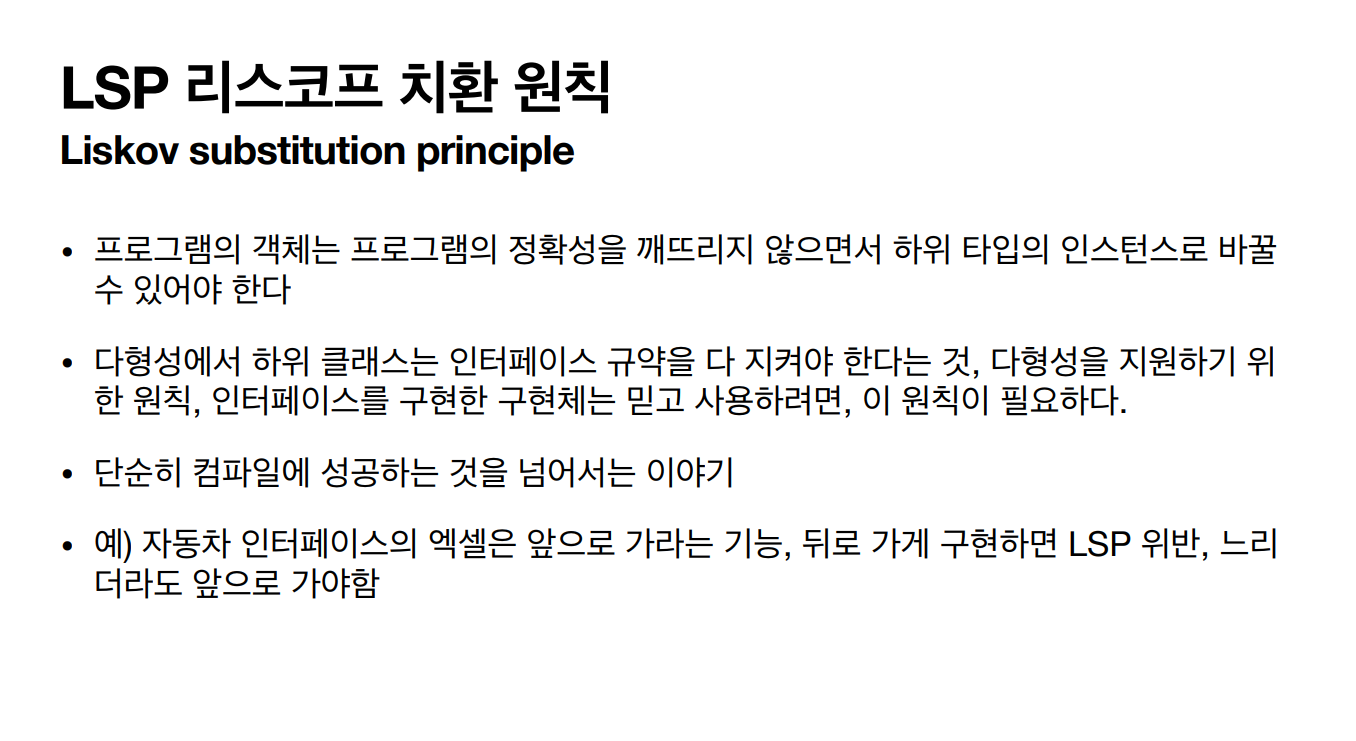 LSP 리스코프 치환 원칙
Liskov substitution principle
• 프로그램의 객체는 프로그램의 정확성을 깨뜨리지 않으면서 하위 타입의 인스턴스로 바꿀
수 있어야 한다
• 다형성에서 하위 클래스는 인터페이스 규약을 다 지켜야 한다는 것, 다형성을 지원하기 위
한 원칙, 인터페이스를 구현한 구현체는 믿고 사용하려면, 이 원칙이 필요하다.
• 단순히 컴파일에 성공하는 것을 넘어서는 이야기
• 예) 자동차 인터페이스의 엑셀은 앞으로 가라는 기능, 뒤로 가게 구현하면 LSP 위반, 느리
더라도 앞으로 가야함